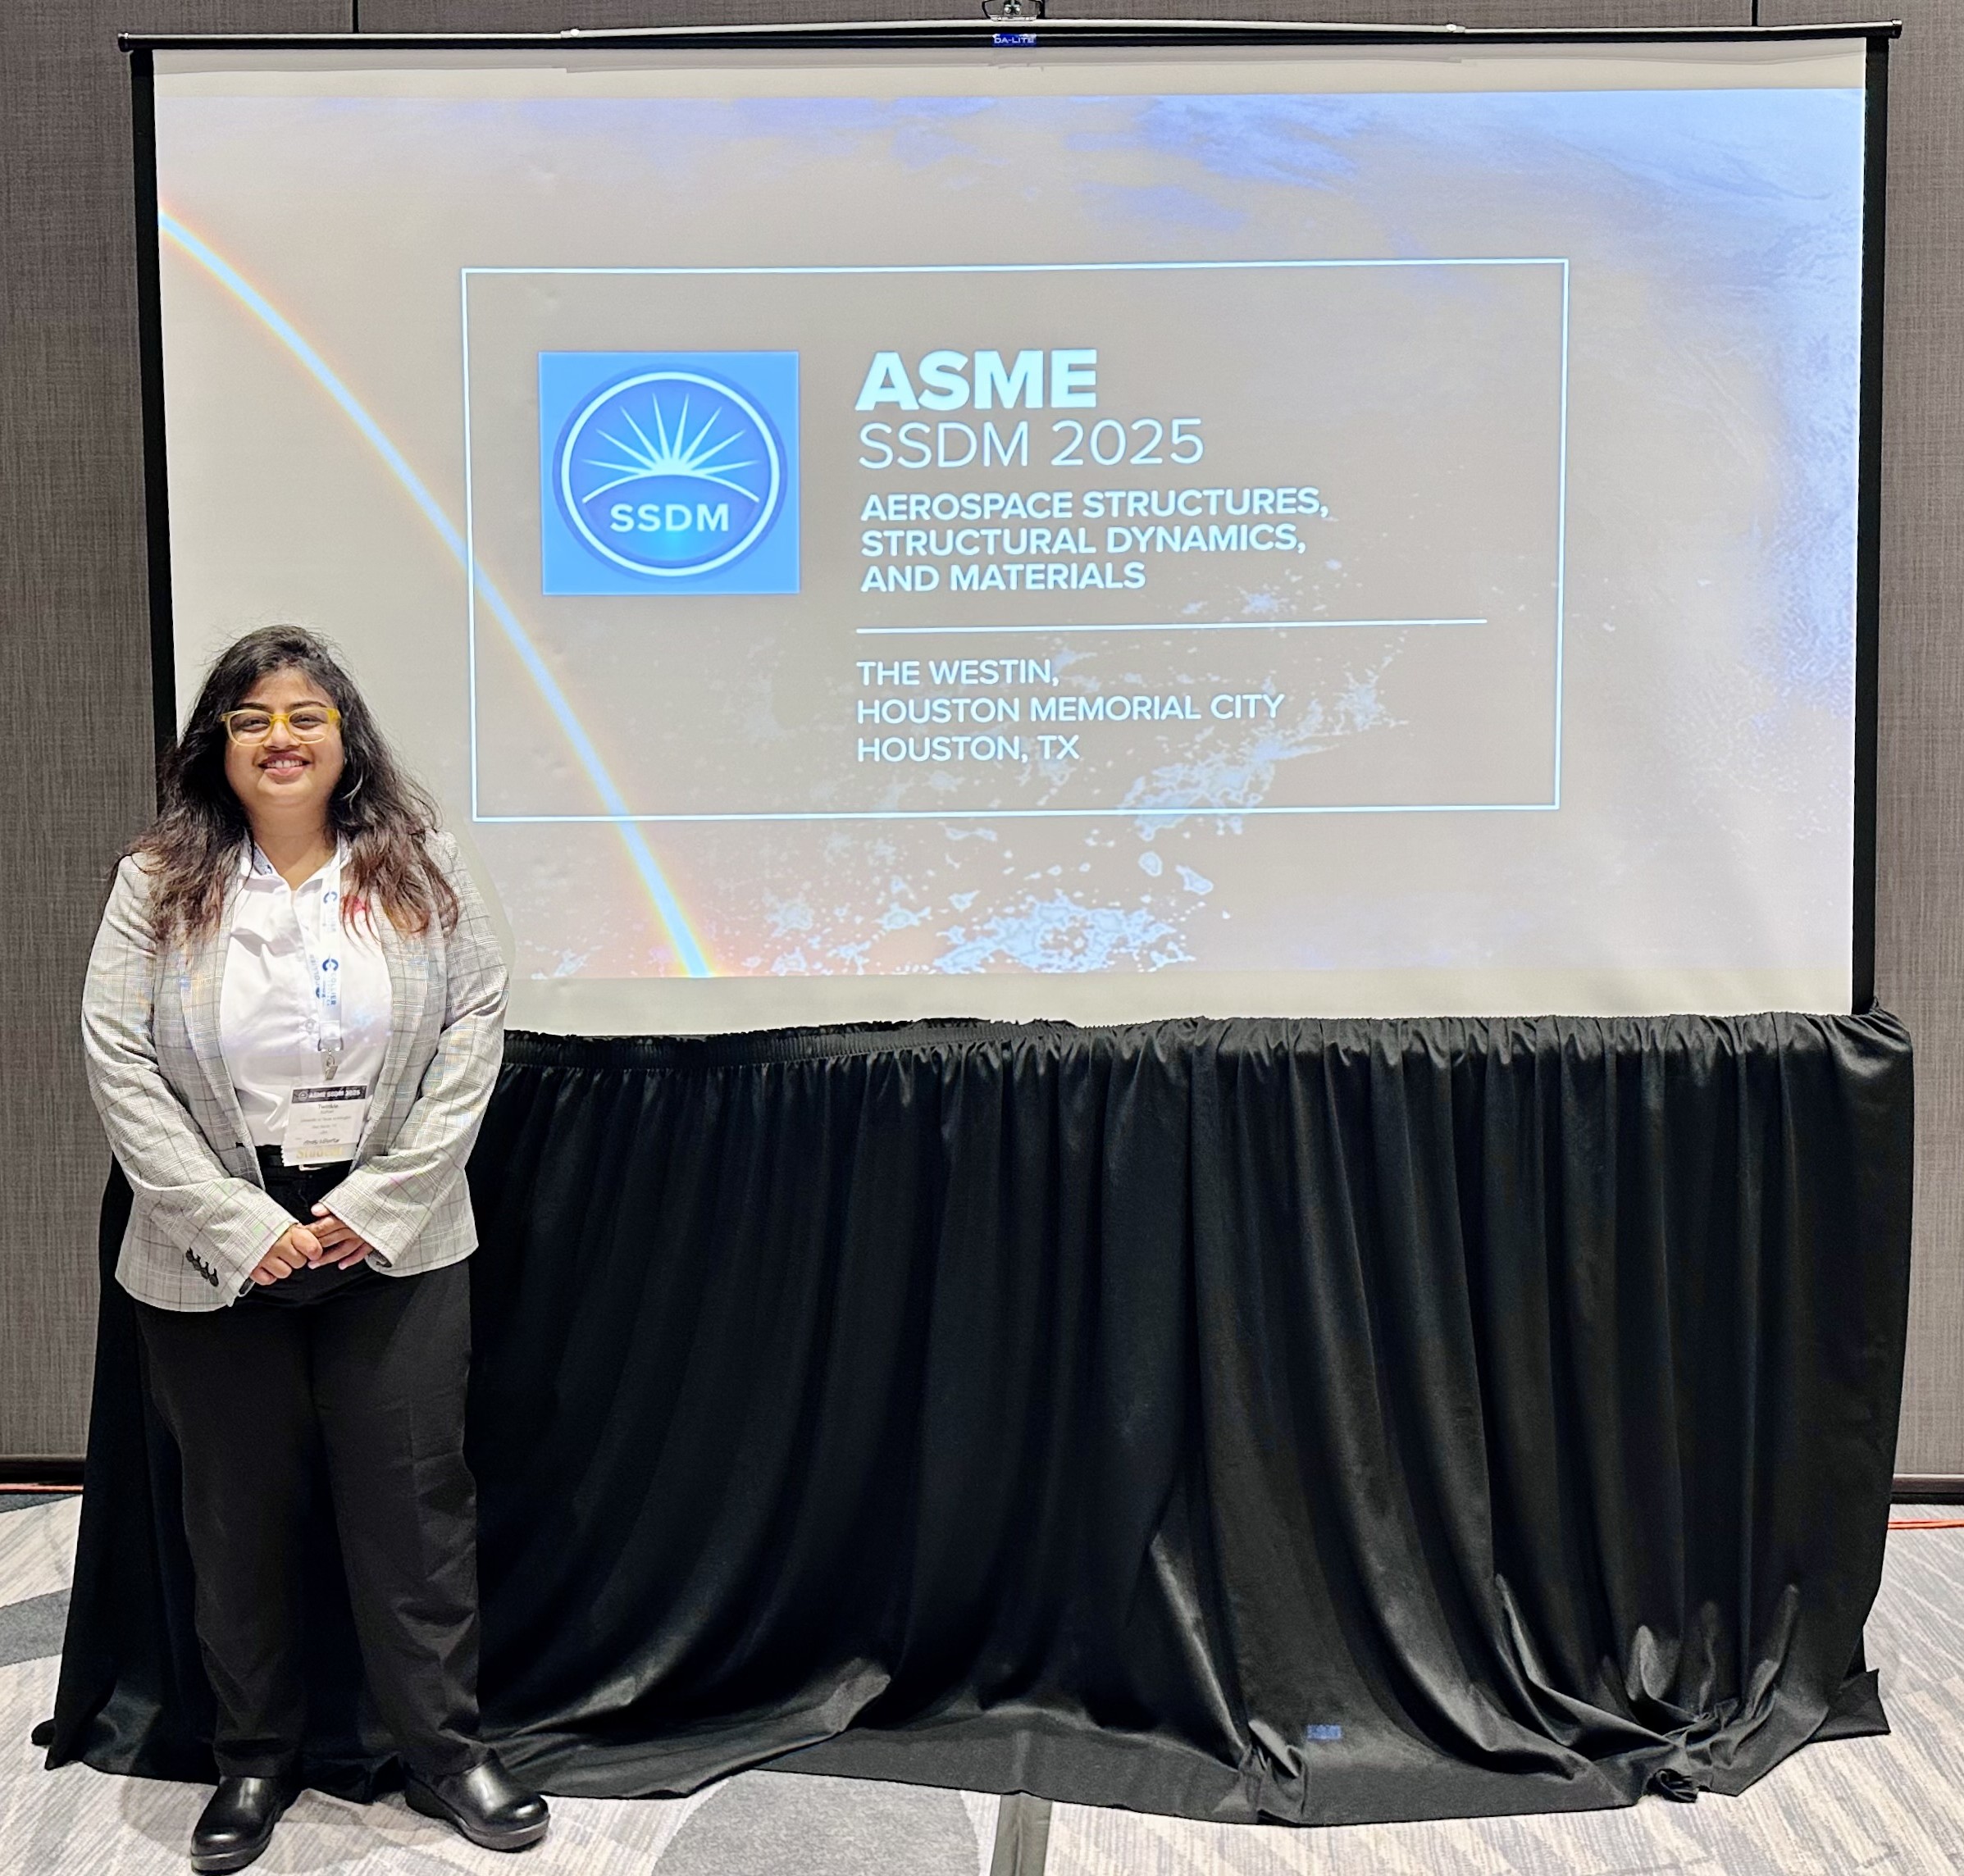 DA-LITE
SSDM
ASME
SSDM 2025
AEROSPACE STRUCTURES,
STRUCTURAL DYNAMICS,
AND MATERIALS
THE WESTIN,
HOUSTON MEMORIAL CITY
HOUSTON, TX
ASME SSDM 2025
Twinkle